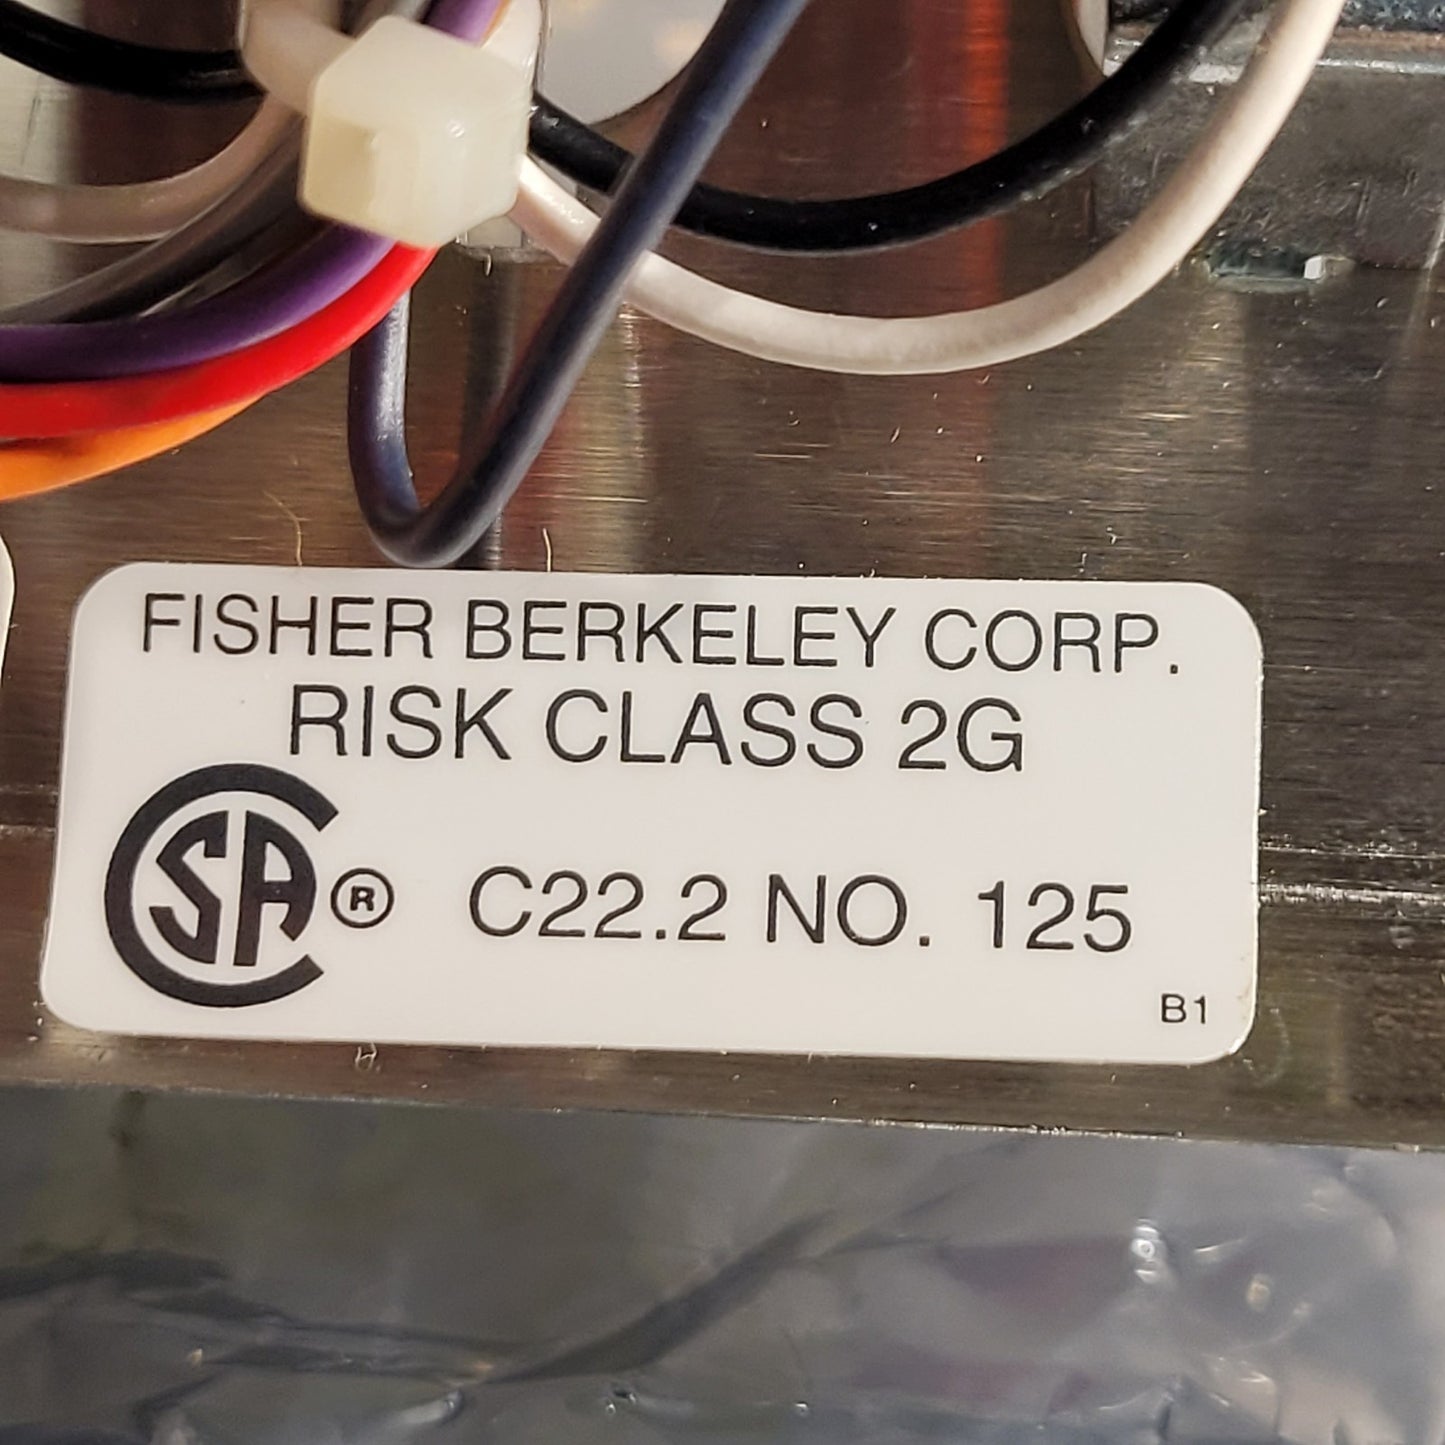 FISHER BERKELEY CORP.
RISK CLASS 2G
CSA ® C22.2 NO. 125
B1